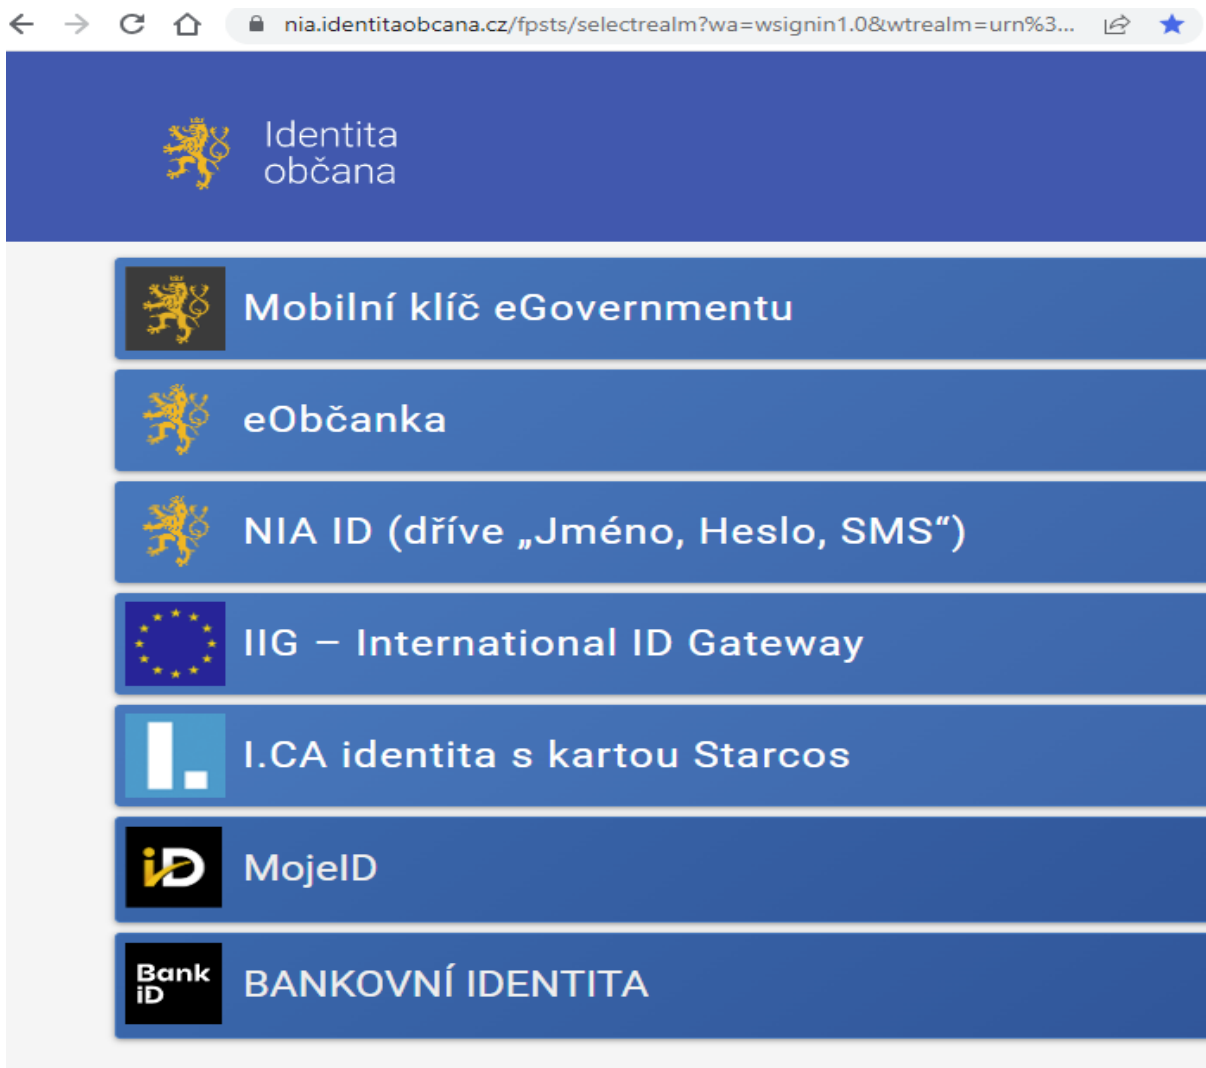 nia.identitaobcana.cz/fpsts/selectrealm?wa=wsignin1.0&wtrealm=urn%3...
Identita
občana
Mobilní klíč eGovernmentu
eObčanka
NIA ID (dříve „Jméno, Heslo, SMS“)
IIG – International ID Gateway
I.
I.CA identita s kartou Starcos
iD
MojeID
Bank
iD
BANKOVNÍ IDENTITA